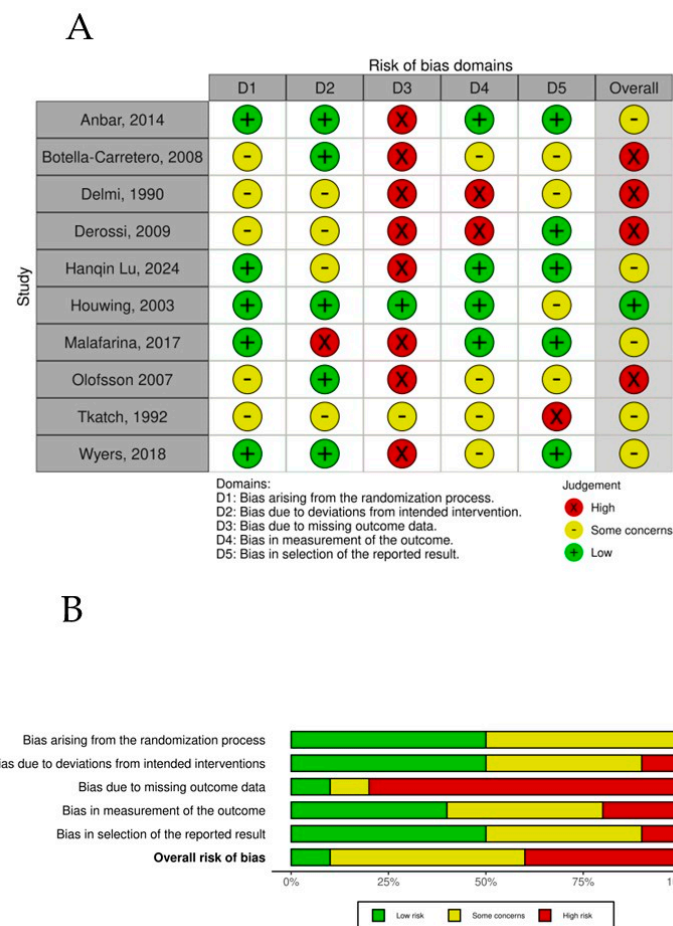 A
Risk of bias domains
D1 D2 D3 D4 D5 Overall
Study
Anbar, 2014 + + X + + -
Botella-Carretero, 2008 - + X - - X
Delmi, 1990 - - X X - X
Derossi, 2009 - - X X + X
Hanqin Lu, 2024 + - X + + -
Houwing, 2003 + + + + - +
Malafarina, 2017 + X X + + -
Olofsson 2007 - + X - - X
Tkatch, 1992 - - - - X -
Wyers, 2018 + + X - + -
Domains:
D1: Bias arising from the randomization process.
D2: Bias due to deviations from intended intervention.
D3: Bias due to missing outcome data.
D4: Bias in measurement of the outcome.
D5: Bias in selection of the reported result.
Judgement
X High
- Some concerns
+ Low
B
Bias arising from the randomization process
due to deviations from intended interventions
Bias due to missing outcome data
Bias in measurement of the outcome
Bias in selection of the reported result
Overall risk of bias
0% 25% 50% 75%
Low risk Some concerns High risk